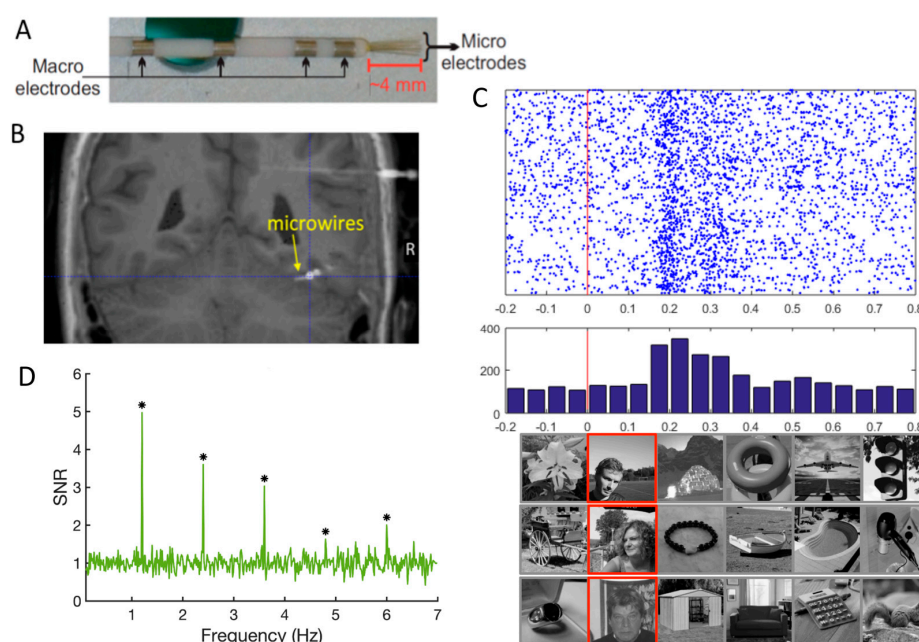 A
Macro
electrodes
Micro
electrodes
~4 mm
B
microwires
R
C
-0.2 -0.1 0 0.1 0.2 0.3 0.4 0.5 0.6 0.7 0.8
400
200
0
-0.2 -0.1 0 0.1 0.2 0.3 0.4 0.5 0.6 0.7 0.8
D
6
5
4
3
2
1
0
SNR
* * * * *
1 2 3 4 5 6 7
Frequency (Hz)